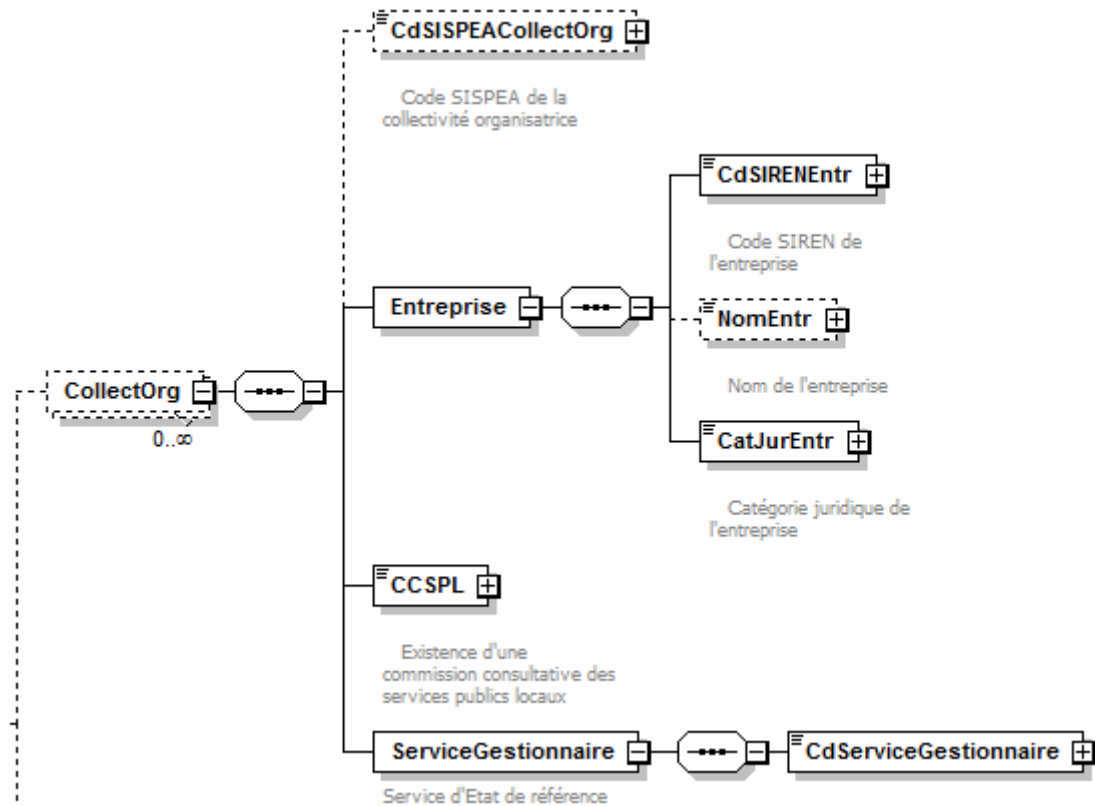 CdSISPEACollectOrg
Code SISPEA de la
collectivité organisatrice
CdSIRENEntr
Code SIREN de
l'entreprise
Entreprise
NomEntr
Nom de l'entreprise
CollectOrg
0..∞
CatJurEntr
Catégorie juridique de
l'entreprise
CCSPL
Existence d'une
commission consultative des
services publics locaux
ServiceGestionnaire
CdServiceGestionnaire
Service d'Etat de référence